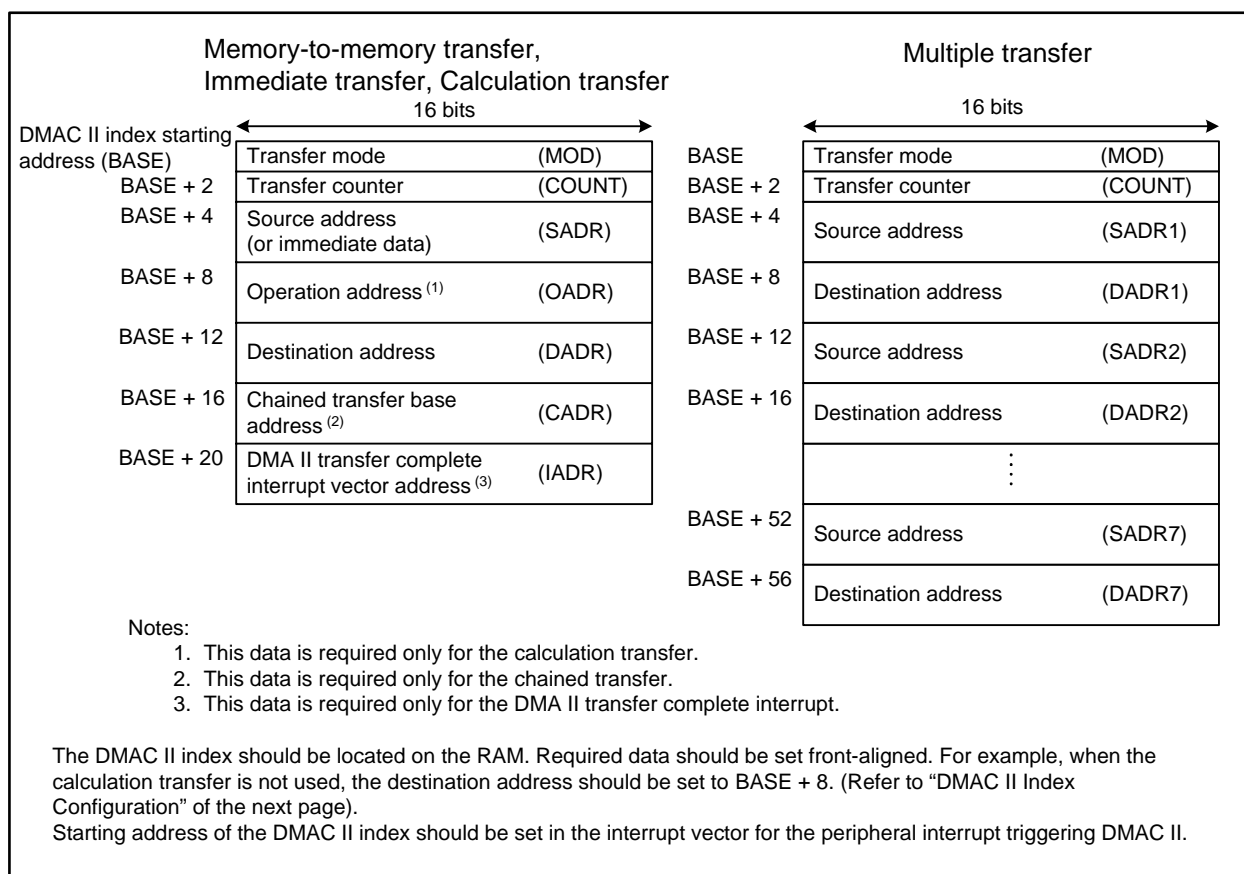 Memory-to-memory transfer,
Immediate transfer, Calculation transfer
16 bits
DMAC II index starting
address (BASE)
Transfer mode (MOD)
BASE + 2 Transfer counter (COUNT)
BASE + 4 Source address
(or immediate data) (SADR)
BASE + 8 Operation address (1) (OADR)
BASE + 12 Destination address (DADR)
BASE + 16 Chained transfer base
address (2) (CADR)
BASE + 20 DMA II transfer complete
interrupt vector address (3) (IADR)
Multiple transfer
16 bits
BASE Transfer mode (MOD)
BASE + 2 Transfer counter (COUNT)
BASE + 4 Source address (SADR1)
BASE + 8 Destination address (DADR1)
BASE + 12 Source address (SADR2)
BASE + 16 Destination address (DADR2)
BASE + 52 Source address (SADR7)
BASE + 56 Destination address (DADR7)
Notes:
1. This data is required only for the calculation transfer.
2. This data is required only for the chained transfer.
3. This data is required only for the DMA II transfer complete interrupt.
The DMAC II index should be located on the RAM. Required data should be set front-aligned. For example, when the
calculation transfer is not used, the destination address should be set to BASE + 8. (Refer to “DMAC II Index
Configuration” of the next page).
Starting address of the DMAC II index should be set in the interrupt vector for the peripheral interrupt triggering DMAC II.